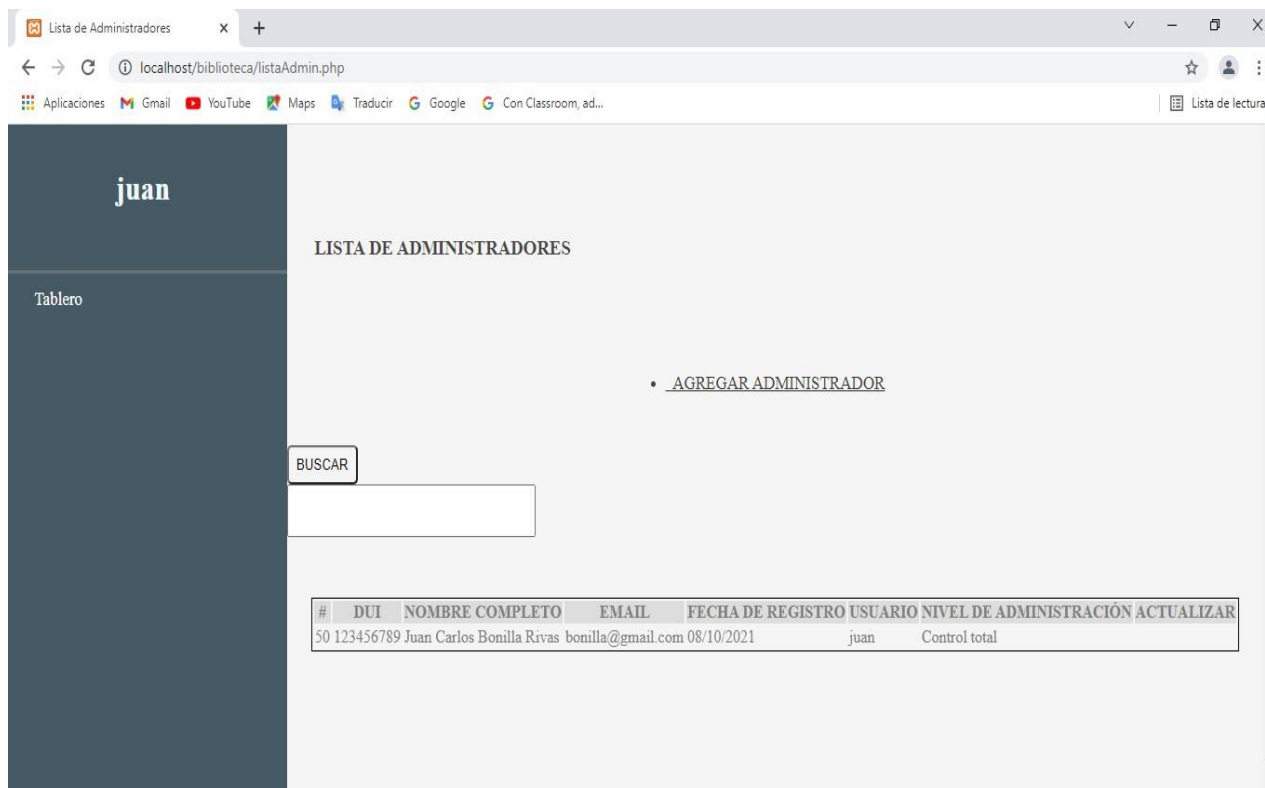 Lista de Administradores
localhost/biblioteca/listaAdmin.php
Aplicaciones Gmail YouTube Maps Traducir Google Con Classroom, ad... Lista de lectura
juan
LISTA DE ADMINISTRADORES
Tablero
AGREGAR ADMINISTRADOR
BUSCAR
# DUI NOMBRE COMPLETO EMAIL FECHA DE REGISTRO USUARIO NIVEL DE ADMINISTRACIÓN ACTUALIZAR
50 123456789 Juan Carlos Bonilla Rivas bonilla@gmail.com 08/10/2021 juan Control total